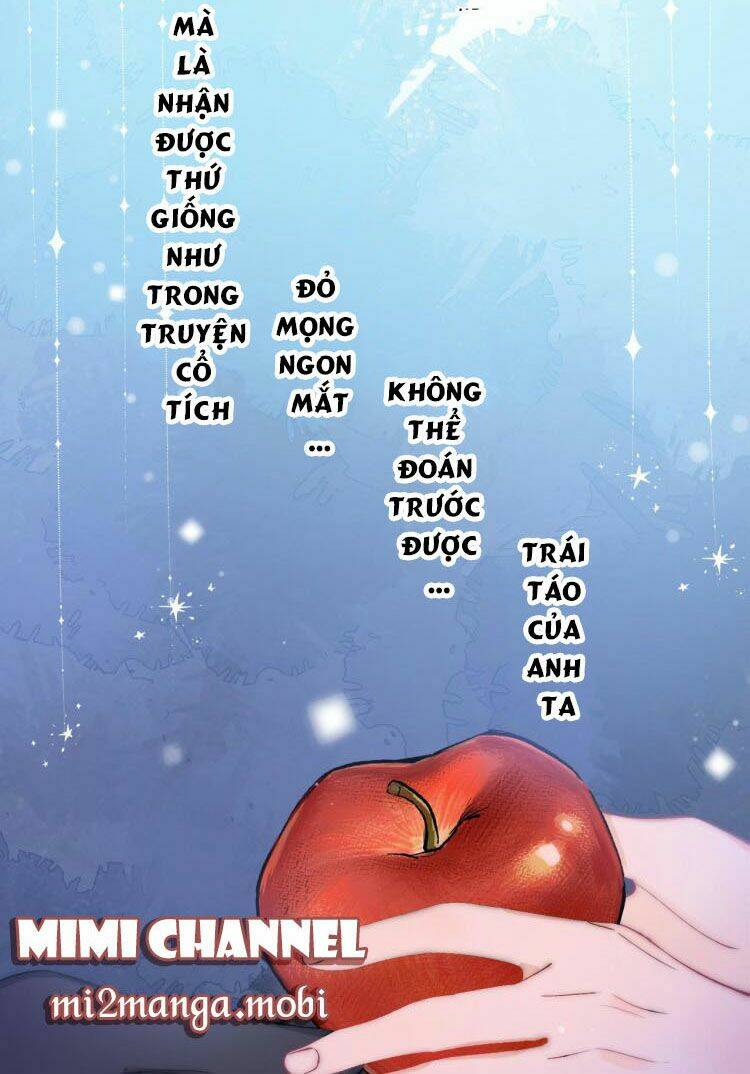 MÀ
LÀ
NHẬN
ĐƯỢC
THỨ
GIỐNG
NHƯ
TRONG
TRUYỆN
CỔ
TÍCH
ĐỎ
MỌNG
NGON
MẮT
...
KHÔNG
THỂ
ĐOÁN
TRƯỚC
ĐƯỢC
...
TRÁI
TÁO
CỦA
ANH
TA
MIMI CHANNEL
mi2manga.mobi